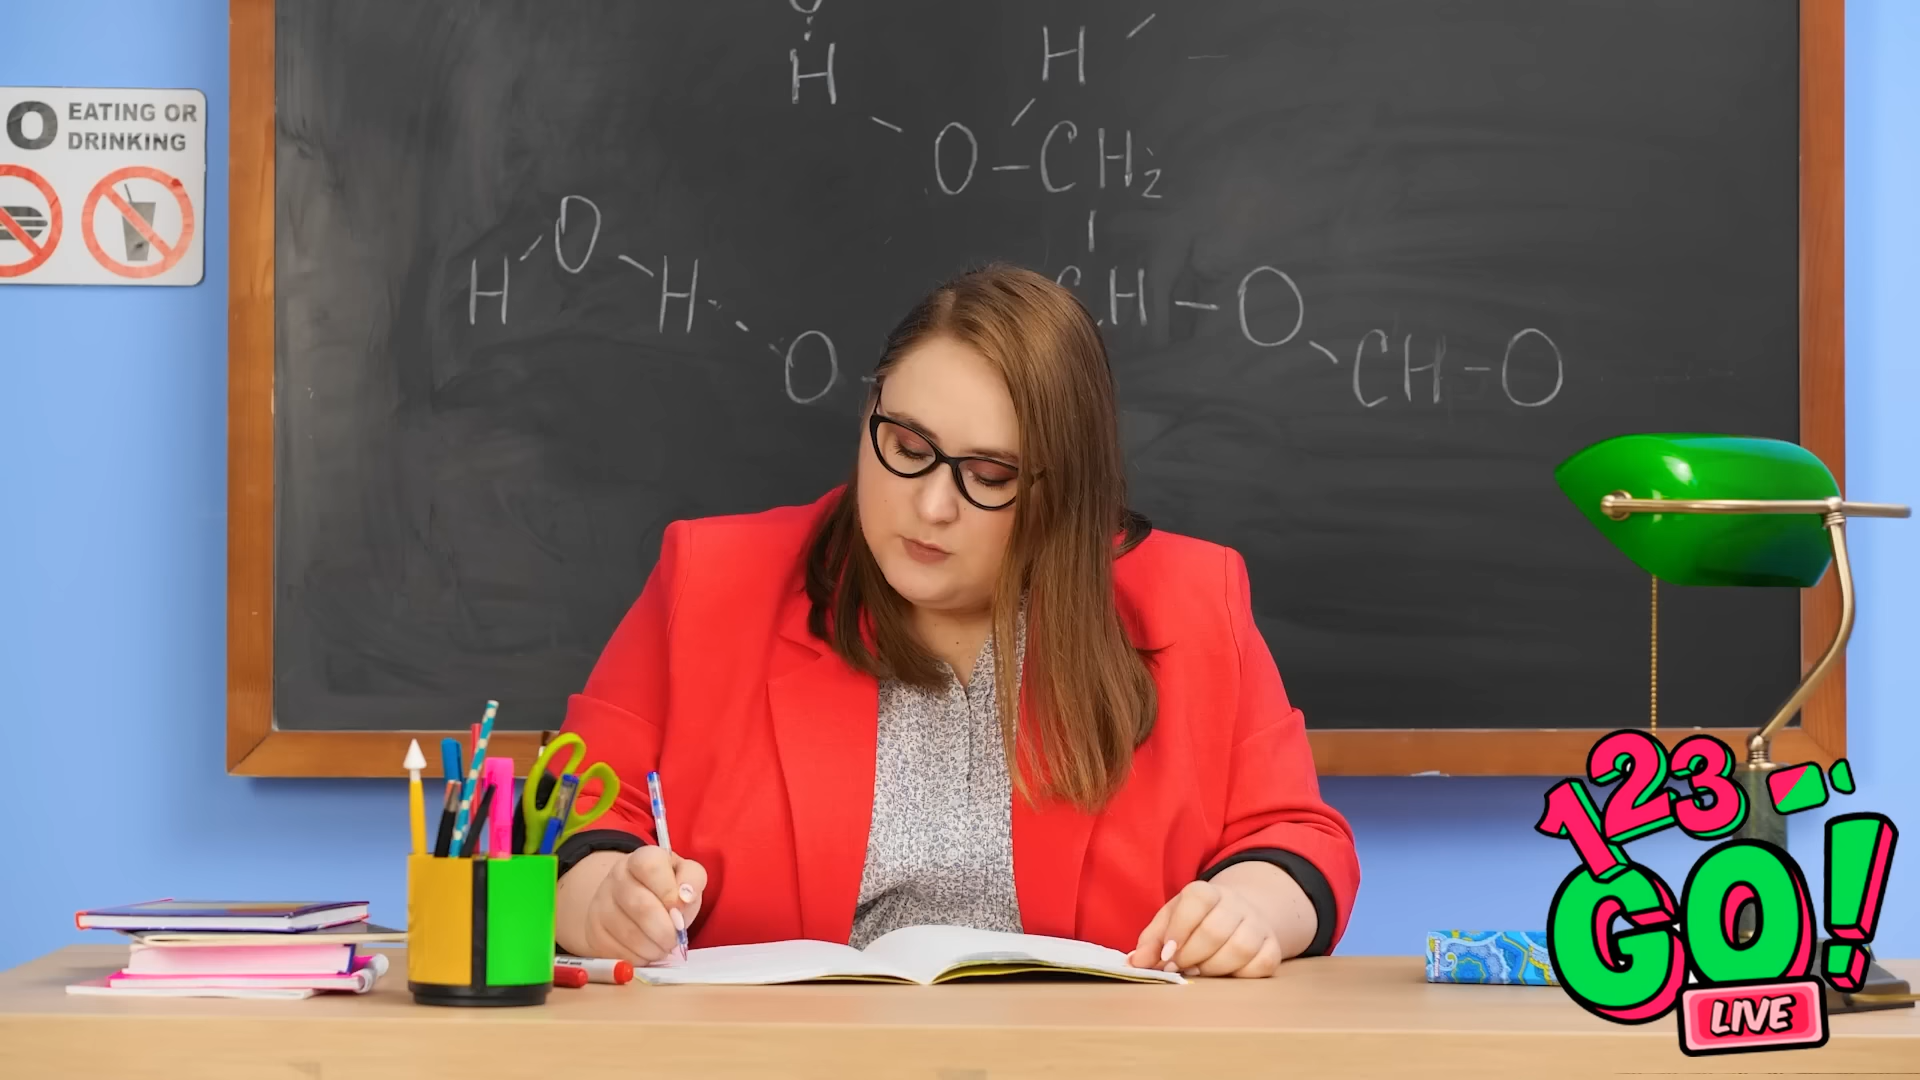 O EATING OR
DRINKING
H
H
O-CH₂
O
H
H
CH-O
O
CH-O
123
GO!
LIVE